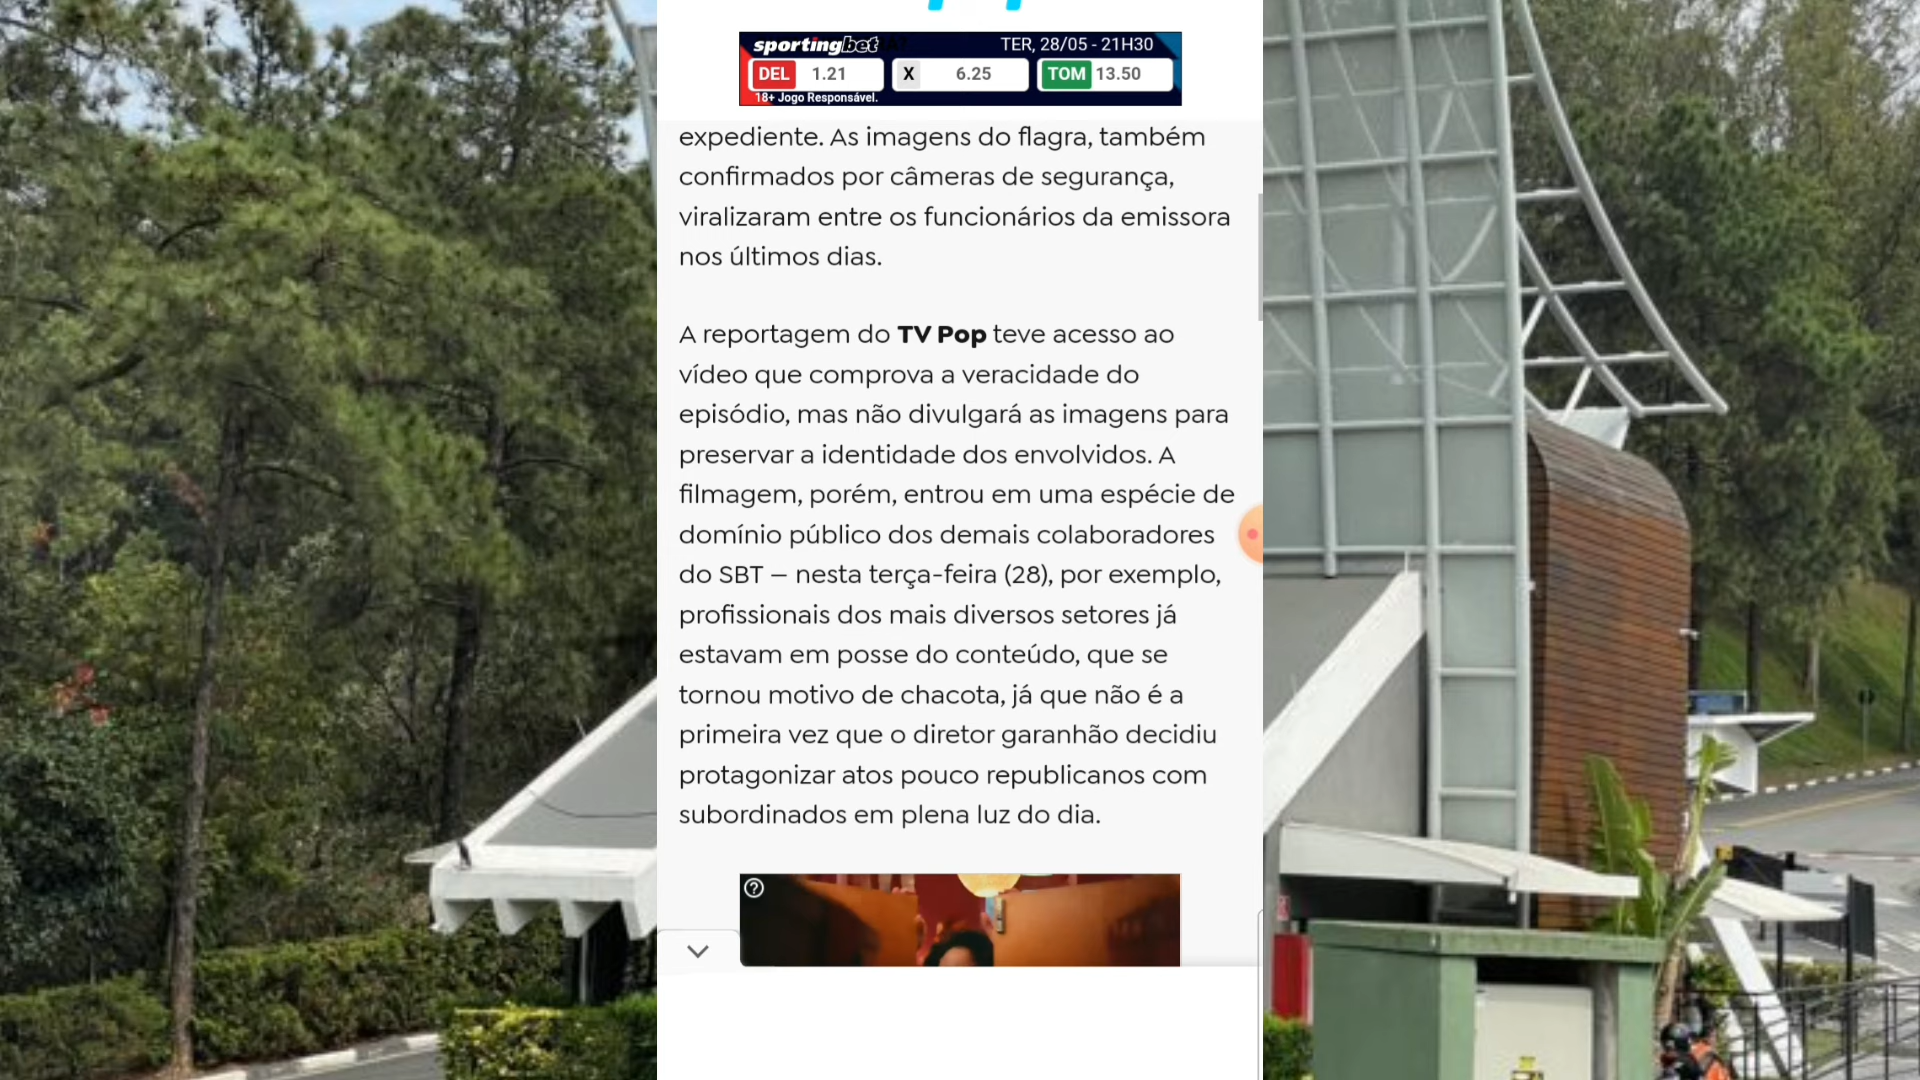 sportingbet
TER, 28/05 - 21H30
DEL 1.21
X 6.25
TOM 13.50
18+ Jogo Responsável.
expediente. As imagens do flagra, também
confirmados por câmeras de segurança,
viralizaram entre os funcionários da emissora
nos últimos dias.
A reportagem do TV Pop teve acesso ao
vídeo que comprova a veracidade do
episódio, mas não divulgará as imagens para
preservar a identidade dos envolvidos. A
filmagem, porém, entrou em uma espécie de
domínio público dos demais colaboradores
do SBT – nesta terça-feira (28), por exemplo,
profissionais dos mais diversos setores já
estavam em posse do conteúdo, que se
tornou motivo de chacota, já que não é a
primeira vez que o diretor garanhão decidiu
protagonizar atos pouco republicanos com
subordinados em plena luz do dia.